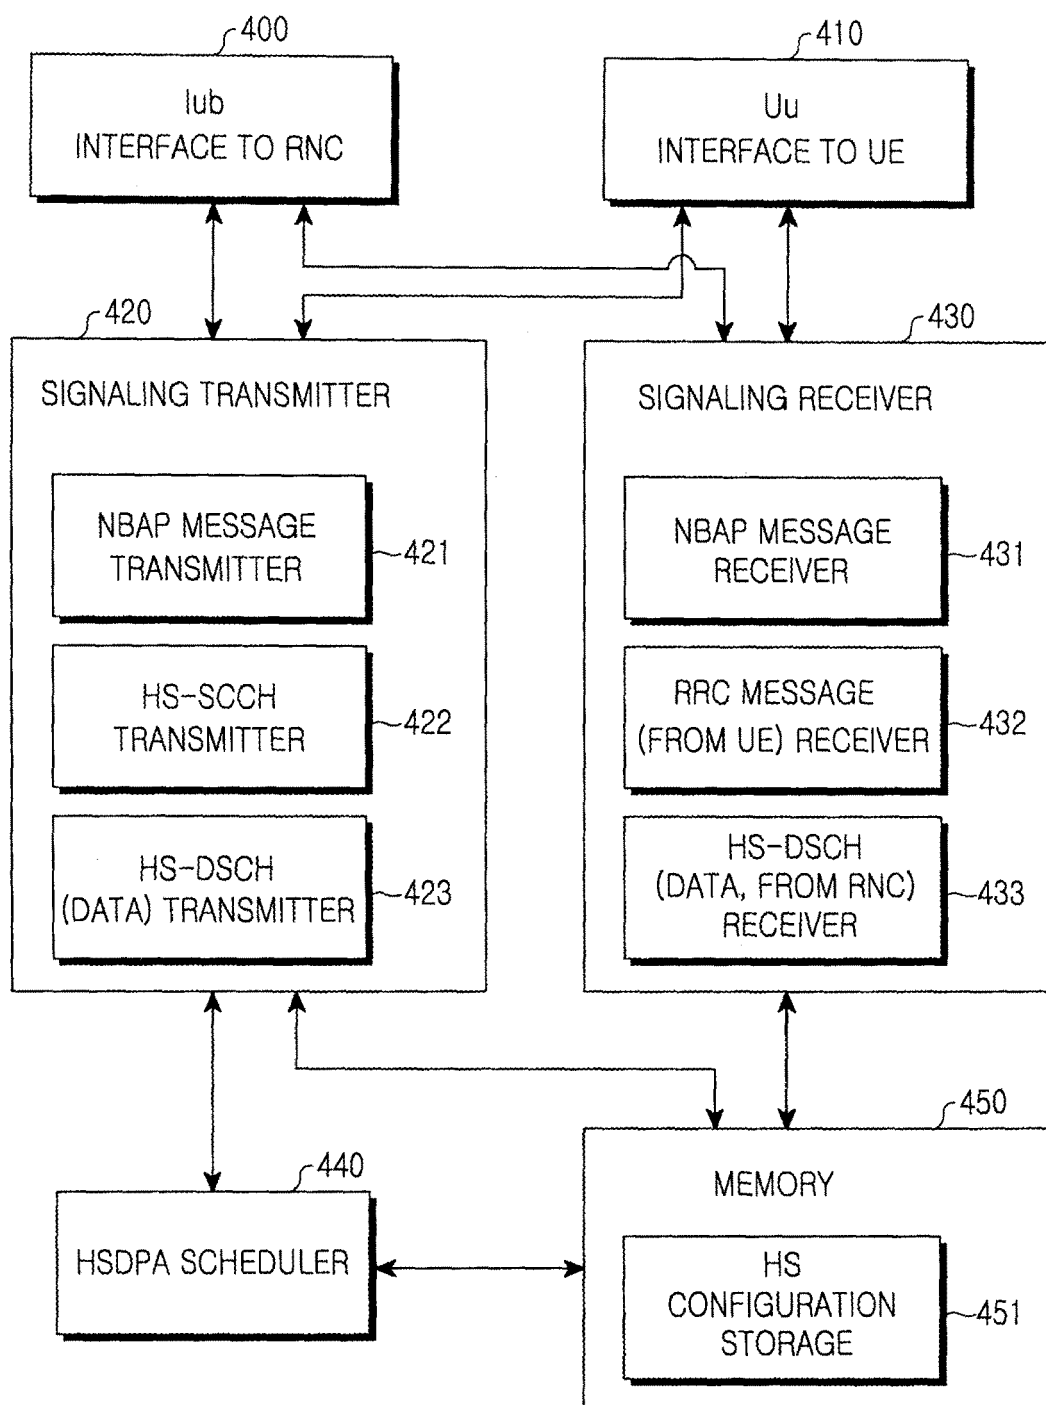 400
Iub
INTERFACE TO RNC
410
Uu
INTERFACE TO UE
420
SIGNALING TRANSMITTER
NBAP MESSAGE
TRANSMITTER
421
HS-SCCH
TRANSMITTER
422
HS-DSCH
(DATA) TRANSMITTER
423
430
SIGNALING RECEIVER
NBAP MESSAGE
RECEIVER
431
RRC MESSAGE
(FROM UE) RECEIVER
432
HS-DSCH
(DATA, FROM RNC)
RECEIVER
433
440
HSDPA SCHEDULER
450
MEMORY
HS
CONFIGURATION
STORAGE
451